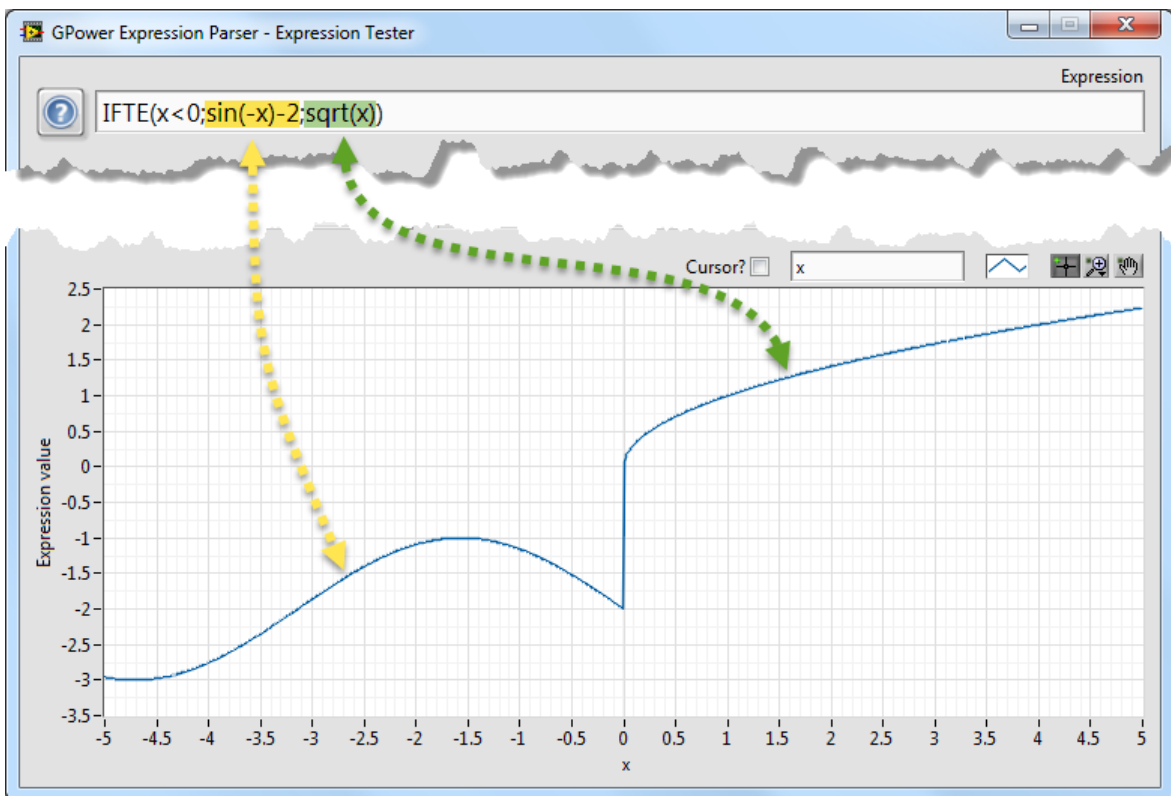 GPower Expression Parser - Expression Tester
Expression
IFTE(x<0;sin(-x)-2;sqrt(x))
Cursor?
x
2.5
2
1.5
1
0.5
0
-0.5
-1
-1.5
-2
-2.5
-3
-3.5
Expression value
-5 -4.5 -4 -3.5 -3 -2.5 -2 -1.5 -1 -0.5 0 0.5 1 1.5 2 2.5 3 3.5 4 4.5 5
x